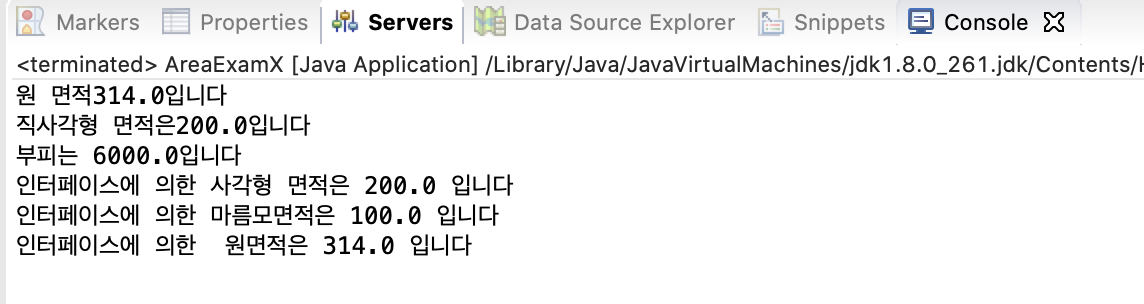 Markers Properties Servers Data Source Explorer Snippets Console
<terminated> AreaExamX [Java Application] /Library/Java/JavaVirtualMachines/jdk1.8.0_261.jdk/Contents/H
원 면적314.0입니다
직사각형 면적은200.0입니다
부피는 6000.0입니다
인터페이스에 의한 사각형 면적은 200.0 입니다
인터페이스에 의한 마름모면적은 100.0 입니다
인터페이스에 의한  원면적은 314.0 입니다